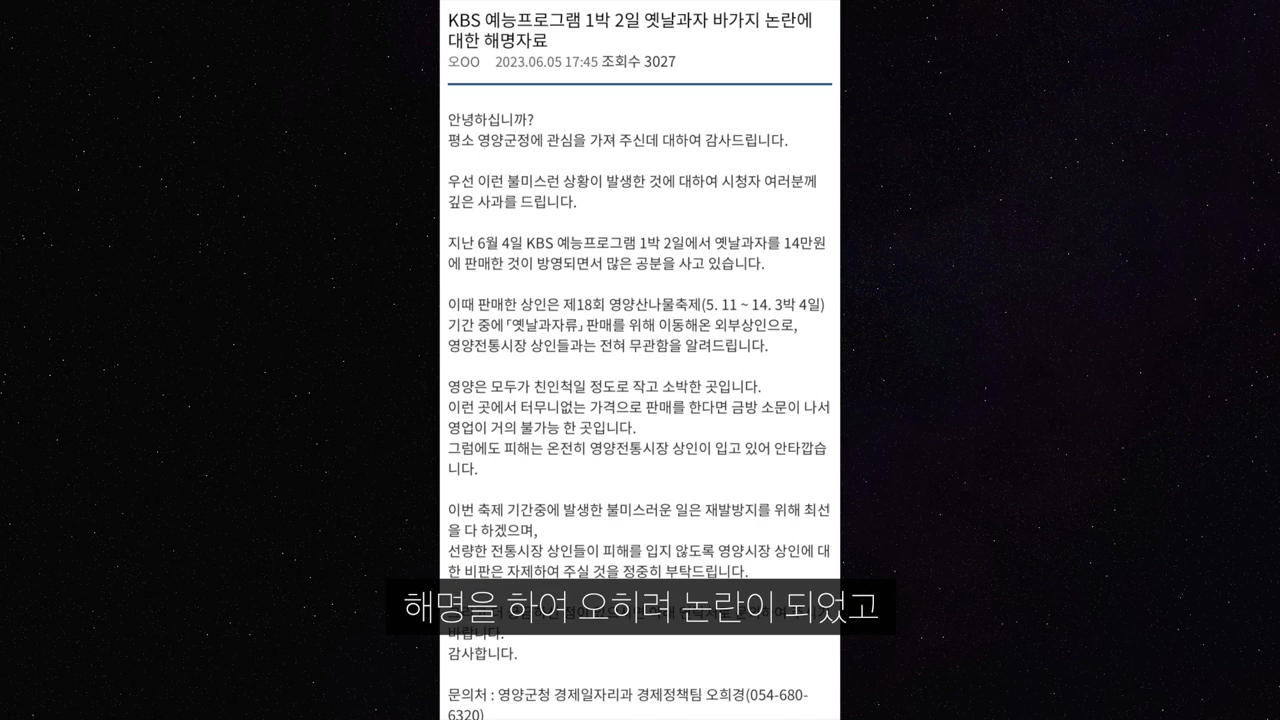 KBS 예능프로그램 1박 2일 옛날과자 바가지 논란에
대한 해명자료
오OO 2023.06.05 17:45 조회수 3027
안녕하십니까?
평소 영양군정에 관심을 가져 주신데 대하여 감사드립니다.
우선 이런 불미스런 상황이 발생한 것에 대하여 시청자 여러분께
깊은 사과를 드립니다.
지난 6월 4일 KBS 예능프로그램 1박 2일에서 옛날과자를 14만원
에 판매한 것이 방영되면서 많은 공분을 사고 있습니다.
이때 판매한 상인은 제18회 영양산나물축제(5. 11 ~ 14. 3박 4일)
기간 중에 「옛날과자류」 판매를 위해 이동해온 외부상인으로,
영양전통시장 상인들과는 전혀 무관함을 알려드립니다.
영양은 모두가 친인척일 정도로 작고 소박한 곳입니다.
이런 곳에서 터무니없는 가격으로 판매를 한다면 금방 소문이 나서
영업이 거의 불가능 한 곳입니다.
그럼에도 피해는 온전히 영양전통시장 상인이 입고 있어 안타깝습
니다.
이번 축제 기간중에 발생한 불미스러운 일은 재발방지를 위해 최선
을 다 하겠으며,
선량한 전통시장 상인들이 피해를 입지 않도록 영양시장 상인에 대
한 비판은 자제하여 주실 것을 정중히 부탁드립니다.
해명을 하여 오히려 논란이 되었고
바랍니다.
감사합니다.
문의처 : 영양군청 경제일자리과 경제정책팀 오희경(054-680-
6320)